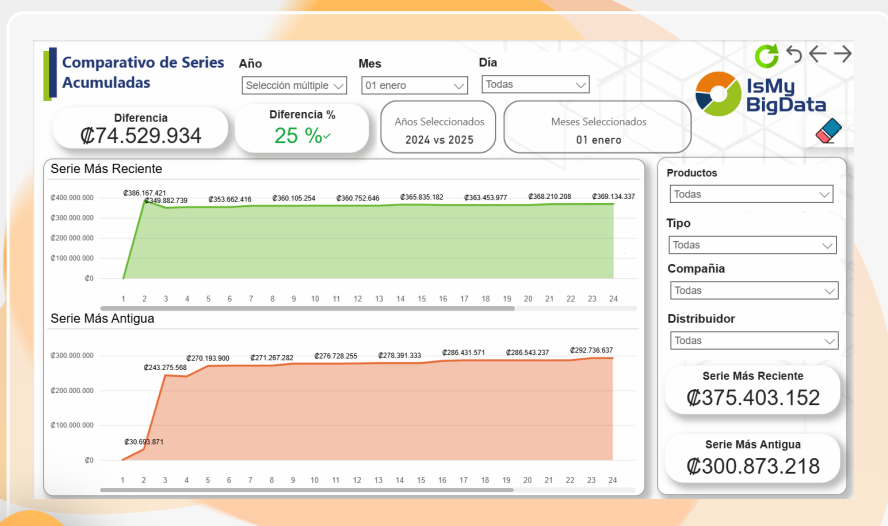 Comparativo de Series
Acumuladas
Año
Selección múltiple
Mes
01 enero
Día
Todas
IsMy
BigData
Diferencia
₡74.529.934
Diferencia %
25 %
Años Seleccionados
2024 vs 2025
Meses Seleccionados
01 enero
Serie Más Reciente
₡400.000.000
₡300.000.000
₡200.000.000
₡100.000.000
₡0
₡386.167.421
₡349.882.739
₡353.662.416
₡360.105.254
₡360.752.646
₡365.835.182
₡363.453.977
₡368.210.208
₡369.134.337
1 2 3 4 5 6 7 8 9 10 11 12 13 14 15 16 17 18 19 20 21 22 23 24
Serie Más Antigua
₡300.000.000
₡200.000.000
₡100.000.000
₡0
₡30.693.871
₡243.275.568
₡270.193.900
₡271.267.282
₡276.728.255
₡278.391.333
₡286.431.571
₡286.543.237
₡292.736.637
1 2 3 4 5 6 7 8 9 10 11 12 13 14 15 16 17 18 19 20 21 22 23 24
Productos
Todas
Tipo
Todas
Compañia
Todas
Distribuidor
Todas
Serie Más Reciente
₡375.403.152
Serie Más Antigua
₡300.873.218